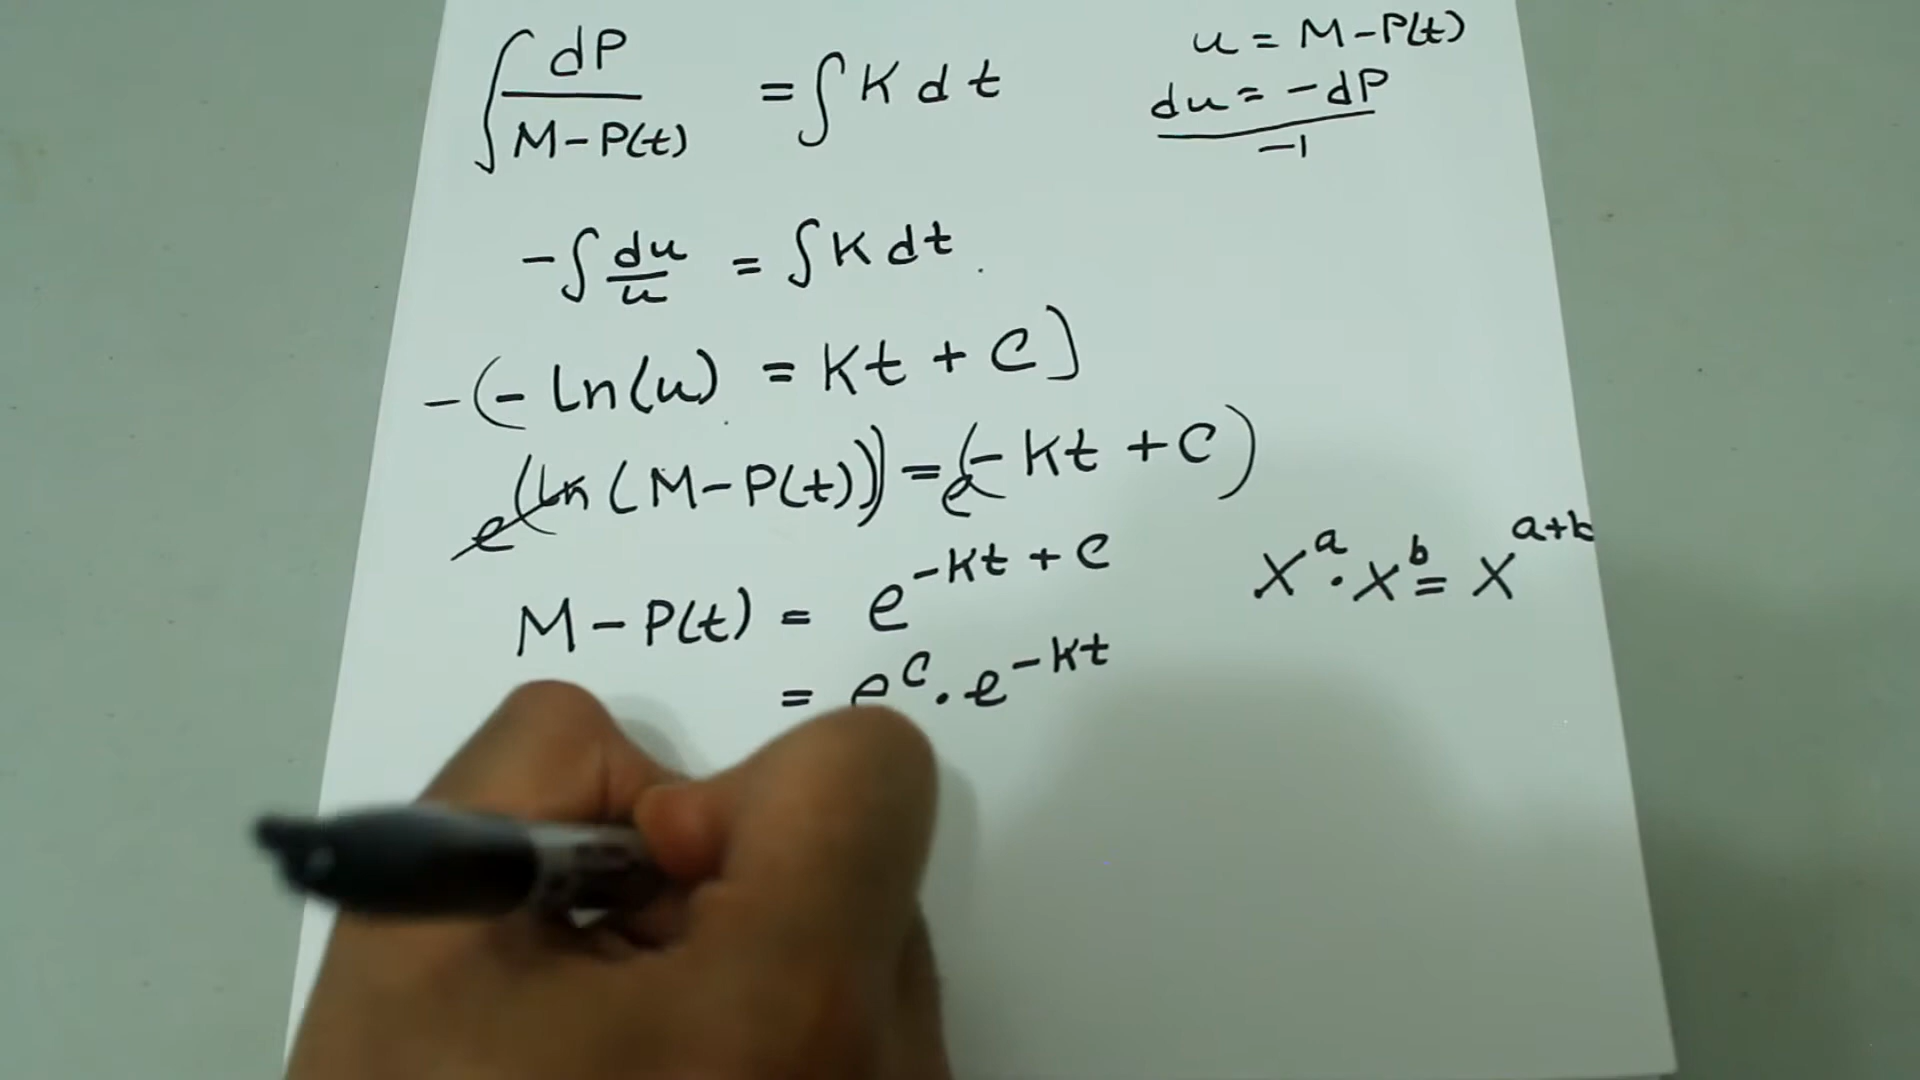 ∫ dP / M-P(t) = ∫ K dt
u = M-P(t)
du = -dP
-1
-∫ du/u = ∫ K dt
-(-Ln(u) = Kt + C)
e(Ln(M-P(t))) = e(-Kt + C)
M-P(t) = e^-Kt + C
X^a · X^b = X^a+b
= e^C · e^-Kt